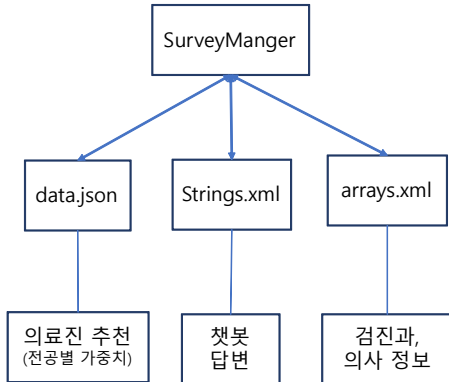 SurveyManger
data.json
Strings.xml
arrays.xml
의료진 추천
(전공별 가중치)
챗봇
답변
검진과,
의사 정보